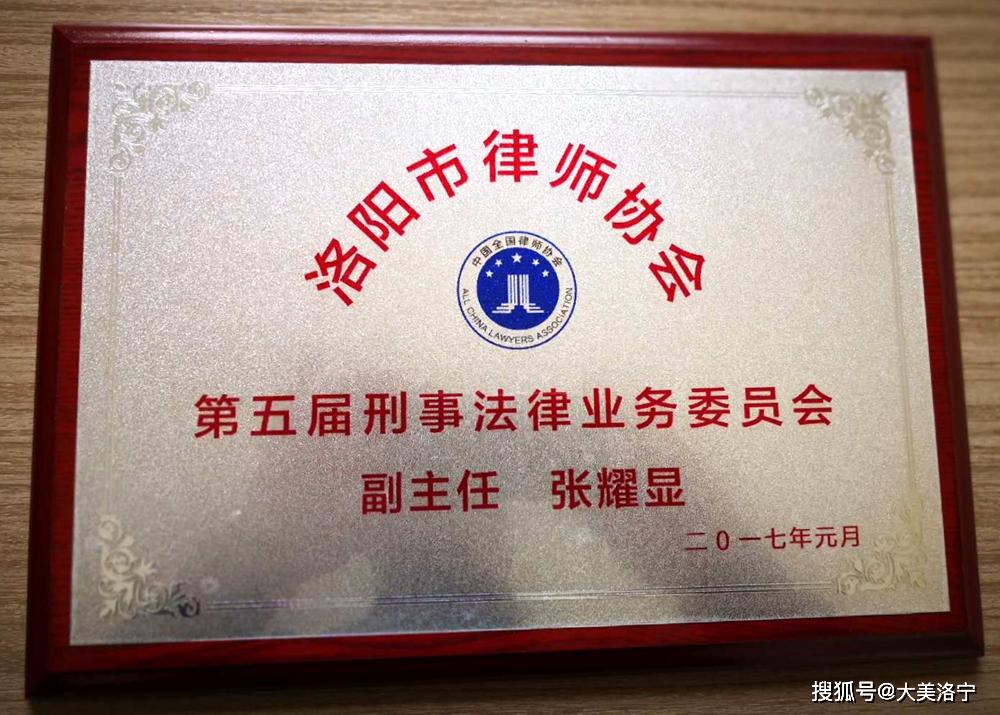 洛阳市律师协会
中国全国律师协会
ALL CHINA LAWYERS ASSOCIATION
第五届刑事法律业务委员会
副主任 张耀显
二0一七年元月
搜狐号@大美洛宁